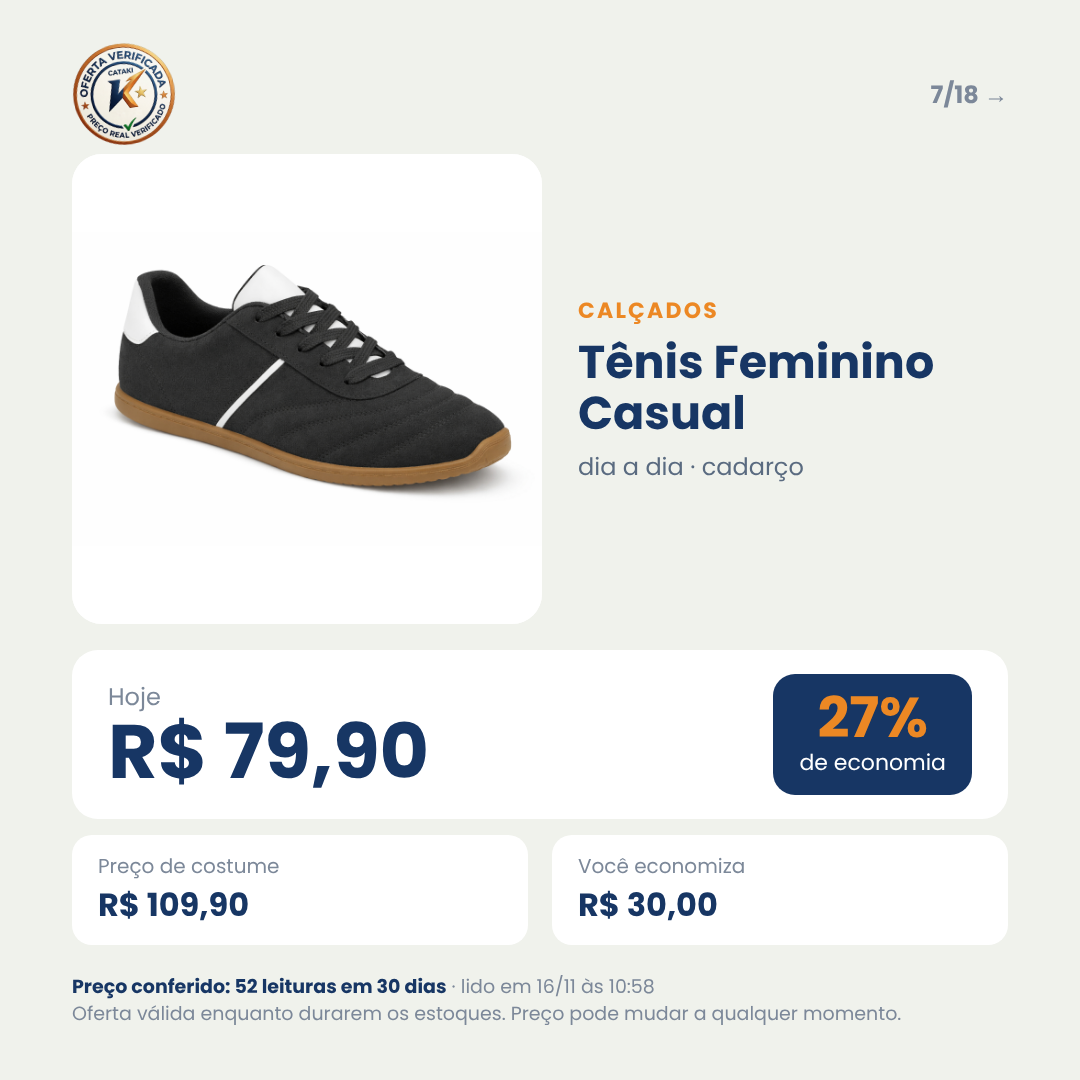 OFERTA VERIFICADA
CATAKI
K
PREÇO REAL VERIFICADO
7/18 →
CALÇADOS
Tênis Feminino
Casual
dia a dia · cadarço
Hoje
R$ 79,90
27%
de economia
Preço de costume
R$ 109,90
Você economiza
R$ 30,00
Preço conferido: 52 leituras em 30 dias · lido em 16/11 às 10:58
Oferta válida enquanto durarem os estoques. Preço pode mudar a qualquer momento.